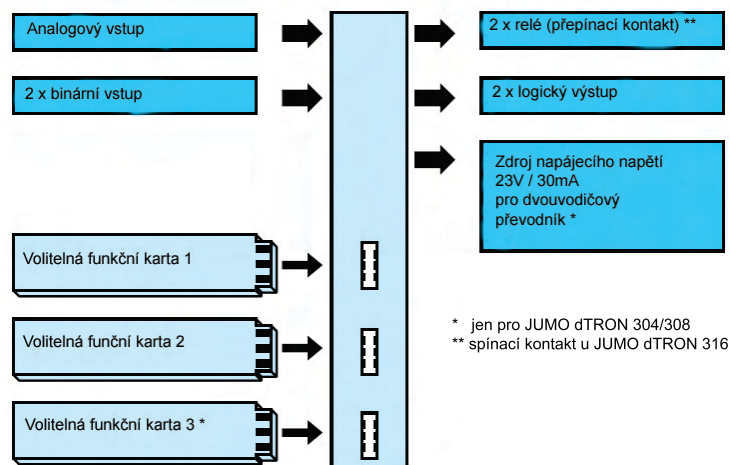 Analogový vstup
2 x binární vstup
Volitelná funkční karta 1
Volitelná funční karta 2
Volitelná funkční karta 3 *
2 x relé (přepínací kontakt) **
2 x logický výstup
Zdroj napájecího napětí
23V / 30mA
pro dvouvodičový
převodník *
* jen pro JUMO dTRON 304/308
** spínací kontakt u JUMO dTRON 316